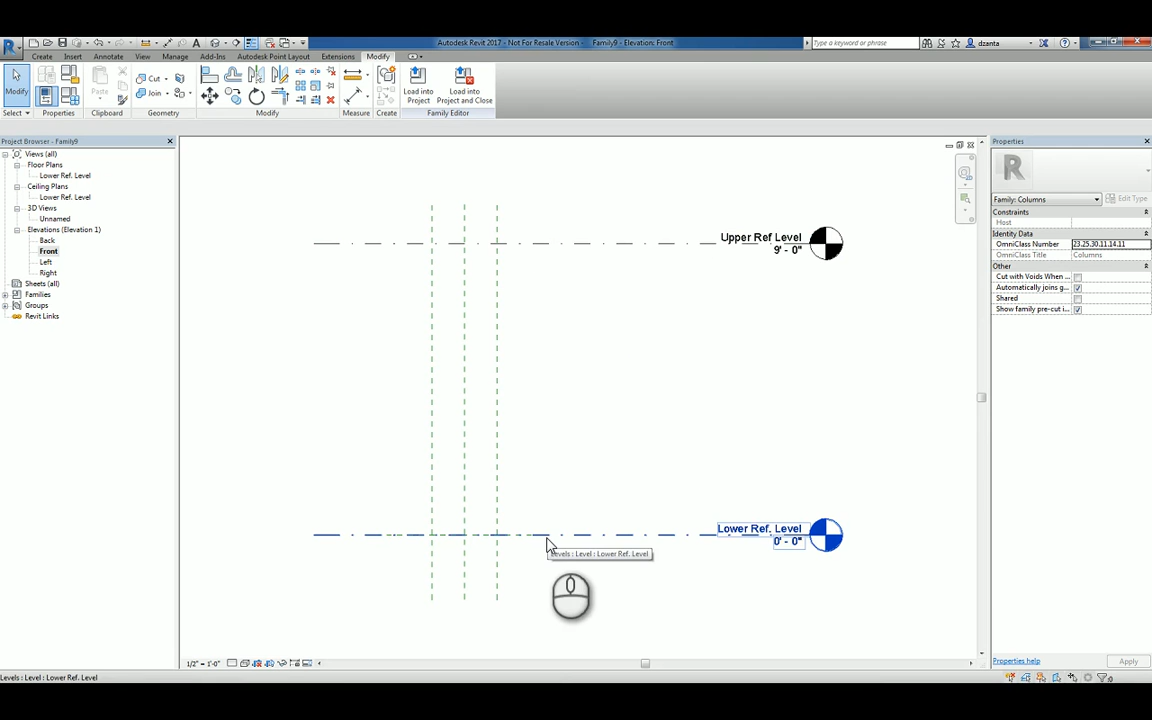 Autodesk Revit 2017 - Not For Resale Version - Family9 - Elevation: Front
Type a keyword or phrase
dzanta
Create Insert Annotate View Manage Add-Ins Autodesk Point Layout Extensions Modify
Modify
Paste
Cut
Join
Load into Project
Load into Project and Close
Select Properties Clipboard Geometry Modify Measure Create Family Editor
Project Browser - Family9
Views (all)
Floor Plans
Lower Ref. Level
Ceiling Plans
Lower Ref. Level
3D Views
Unnamed
Elevations (Elevation 1)
Back
Front
Left
Right
Sheets (all)
Families
Groups
Revit Links
Upper Ref Level
9' - 0"
Lower Ref. Level
0' - 0"
Levels : Level : Lower Ref. Level
Properties
R
Family: Columns
Edit Type
Constraints
Host
Identity Data
OmniClass Number 23.25.30.11.14.11
OmniClass Title Columns
Other
Cut with Voids When ...
Automatically joins g...
Shared
Show family pre-cut i...
Properties help
Apply
1/2" = 1'-0"
Levels : Level : Lower Ref. Level
:0